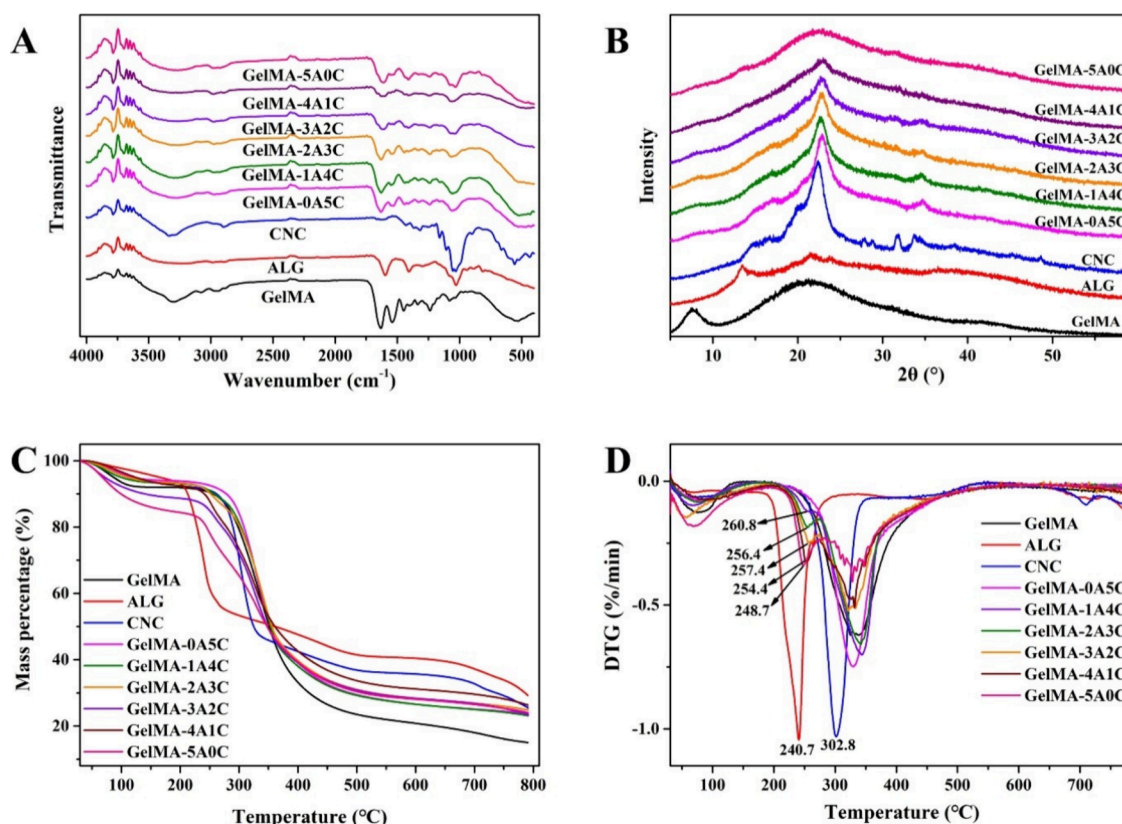 A
GelMA-5A0C
GelMA-4A1C
GelMA-3A2C
GelMA-2A3C
GelMA-1A4C
GelMA-0A5C
CNC
ALG
GelMA
Transmittance
4000 3500 3000 2500 2000 1500 1000 500
Wavenumber (cm⁻¹)
B
GelMA-5A0C
GelMA-4A1C
GelMA-3A2C
GelMA-2A3C
GelMA-1A4C
GelMA-0A5C
CNC
ALG
GelMA
Intensity
10 20 30 40 50
2θ (°)
C
100
80
60
40
20
Mass percentage (%)
GelMA
ALG
CNC
GelMA-0A5C
GelMA-1A4C
GelMA-2A3C
GelMA-3A2C
GelMA-4A1C
GelMA-5A0C
100 200 300 400 500 600 700 800
Temperature (℃)
D
0.0
-0.5
-1.0
DTG (%/min)
260.8
256.4
257.4
254.4
248.7
240.7 302.8
GelMA
ALG
CNC
GelMA-0A5C
GelMA-1A4C
GelMA-2A3C
GelMA-3A2C
GelMA-4A1C
GelMA-5A0C
100 200 300 400 500 600 700
Temperature (℃)